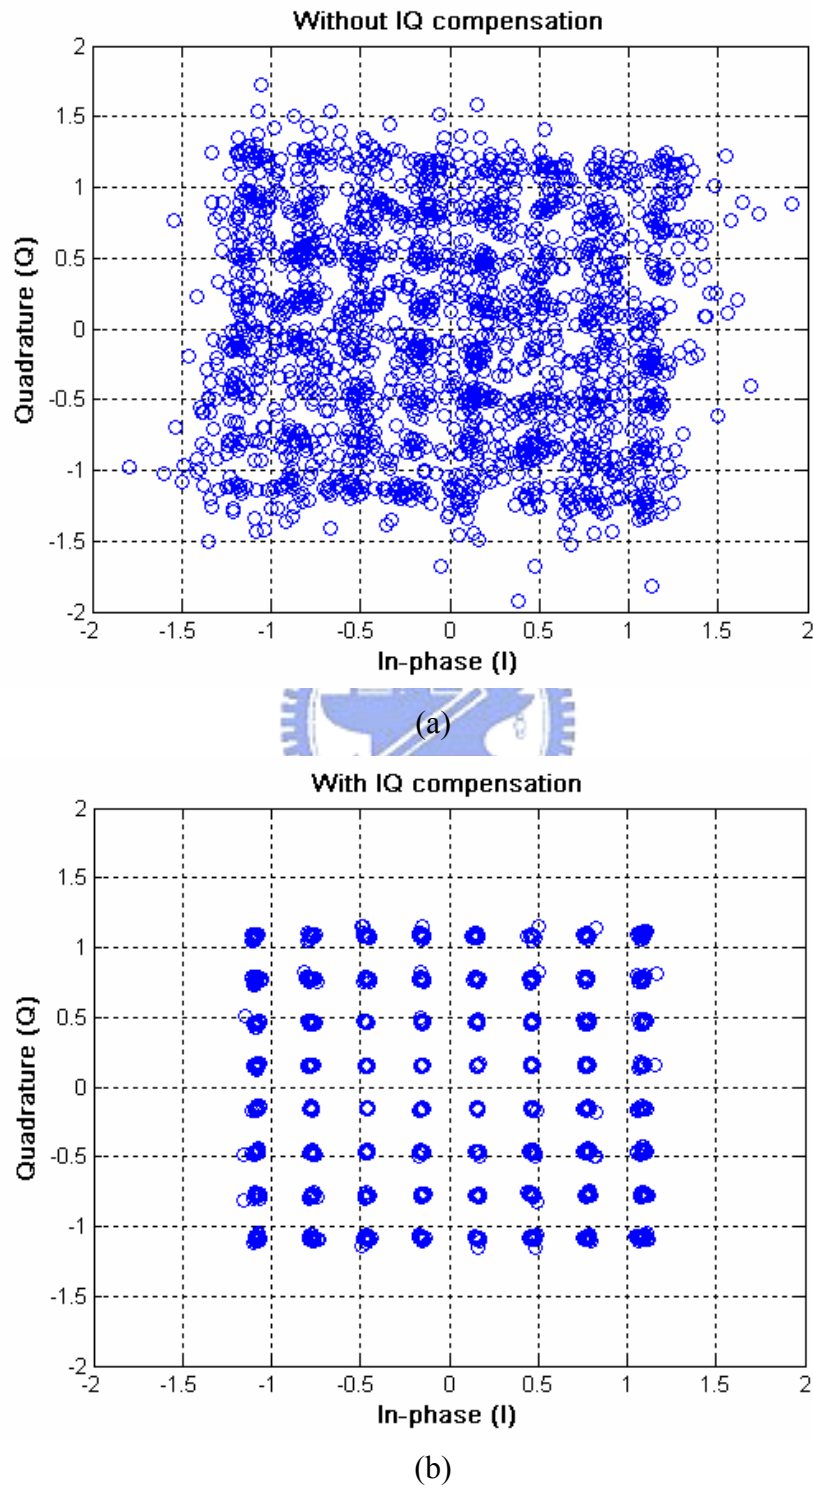 Without IQ compensation
2
1.5
1
0.5
0
-0.5
-1
-1.5
-2
Quadrature (Q)
-2 -1.5 -1 -0.5 0 0.5 1 1.5 2
In-phase (I)
(a)
With IQ compensation
2
1.5
1
0.5
0
-0.5
-1
-1.5
-2
Quadrature (Q)
-2 -1.5 -1 -0.5 0 0.5 1 1.5 2
In-phase (I)
(b)